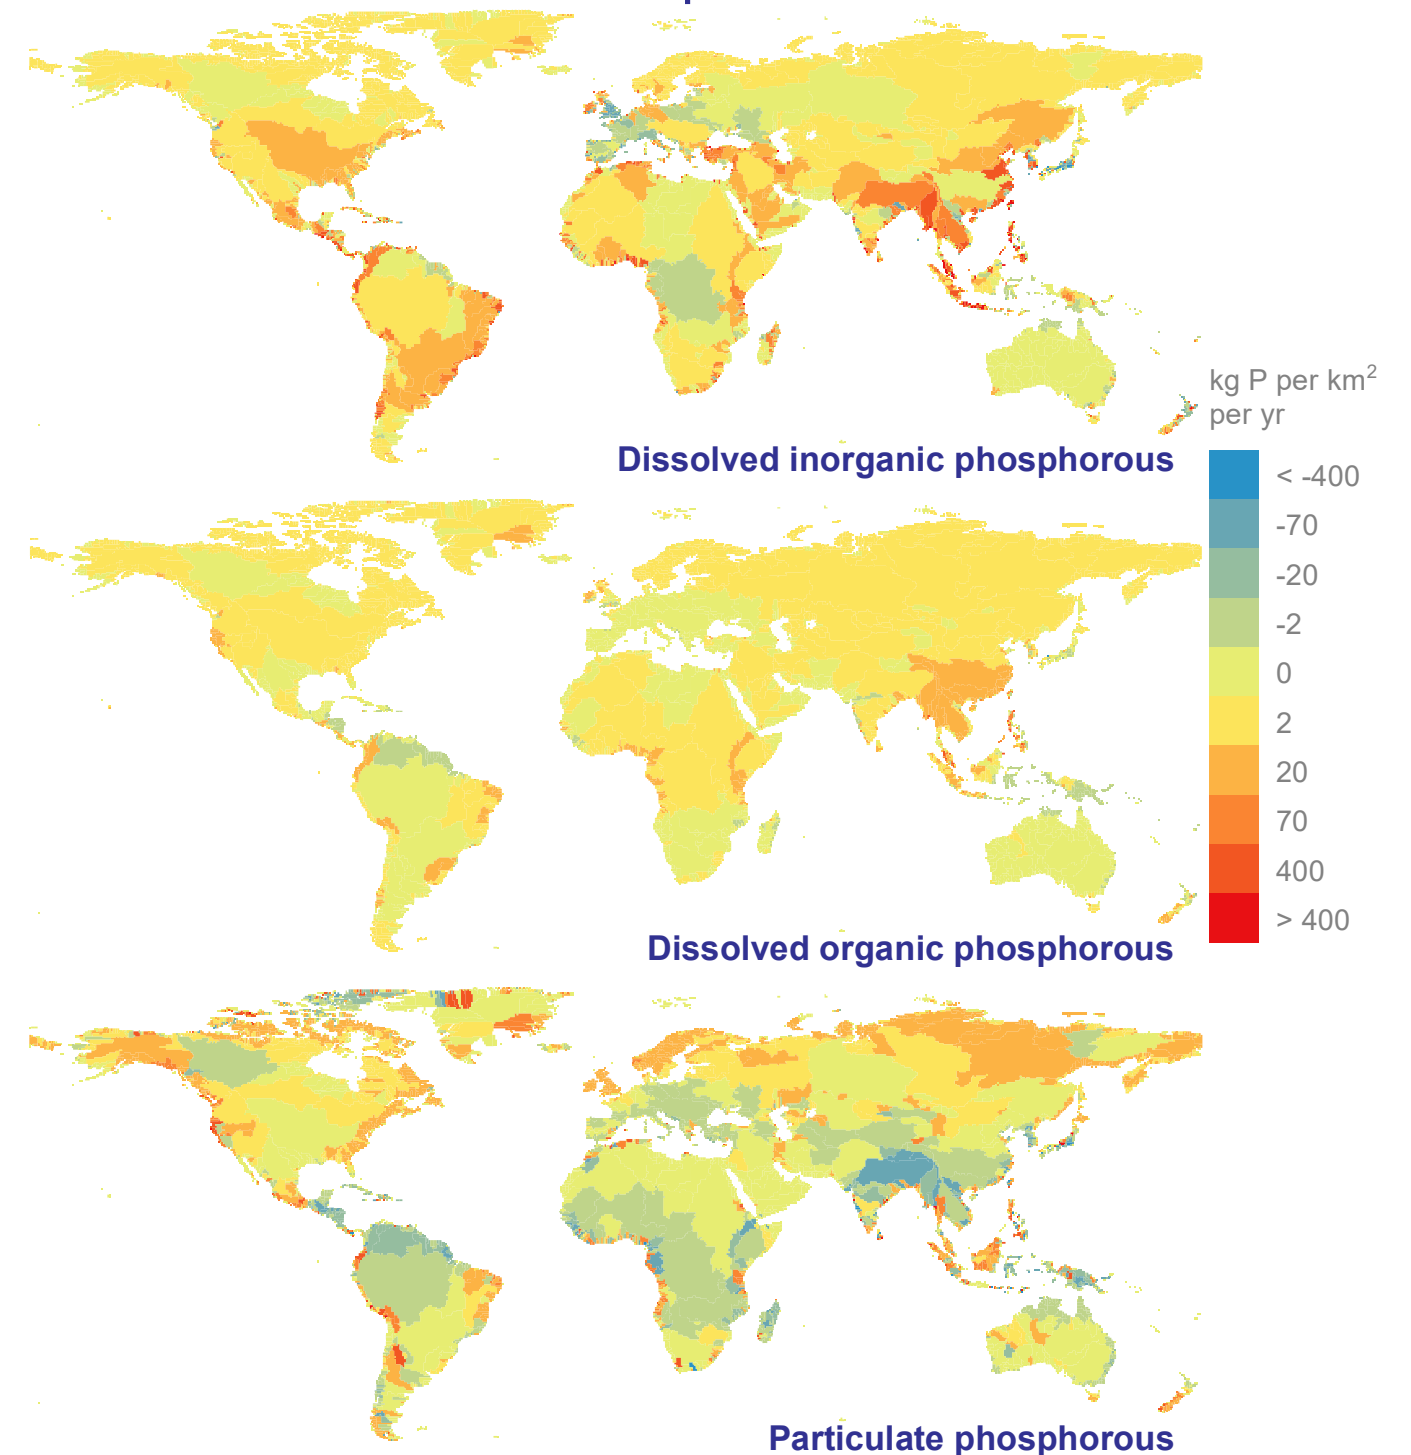 kg P per km2
per yr
Dissolved inorganic phosphorous
< -400
-70
-20
-2
0
2
20
70
400
> 400
Dissolved organic phosphorous
Particulate phosphorous